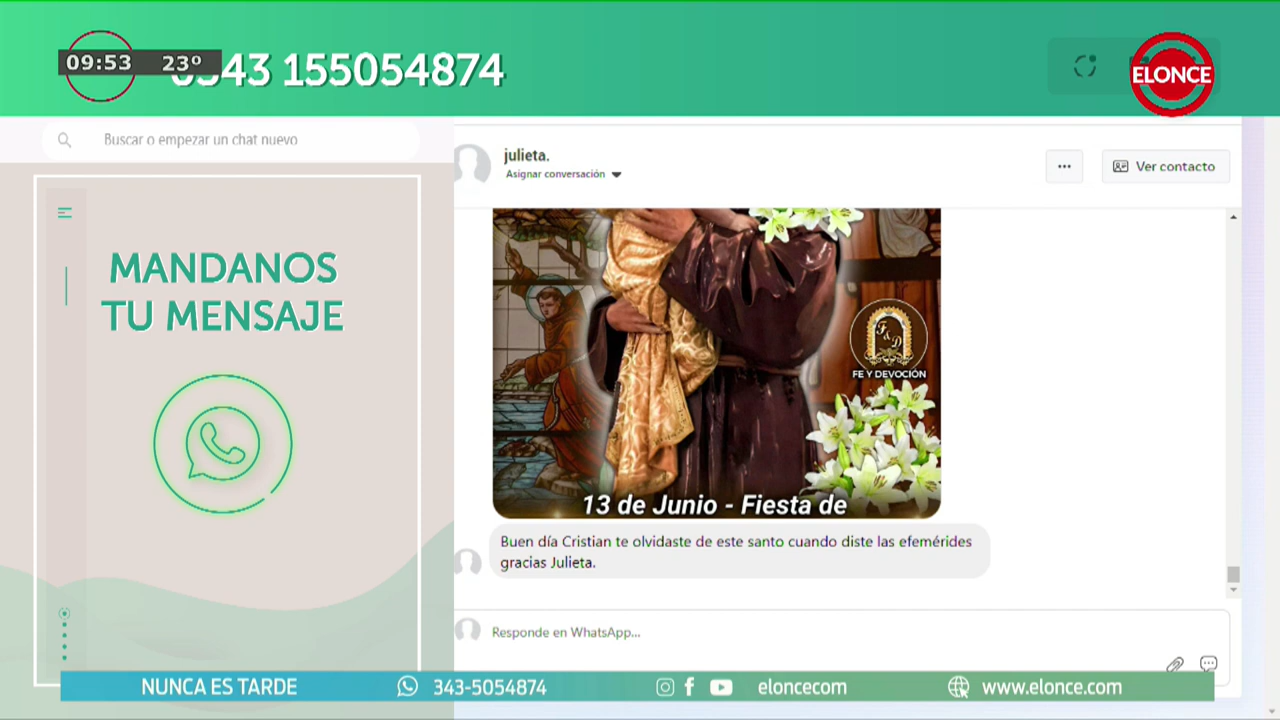 09:53 23º
0343 155054874
ELONCE
Buscar o empezar un chat nuevo
julieta.
Asignar conversación
Ver contacto
MANDANOS
TU MENSAJE
F&D
FE Y DEVOCIÓN
13 de Junio - Fiesta de
Buen día Cristian te olvidaste de este santo cuando diste las efemérides
gracias Julieta.
Responde en WhatsApp...
NUNCA ES TARDE 343-5054874 eloncecom www.elonce.com